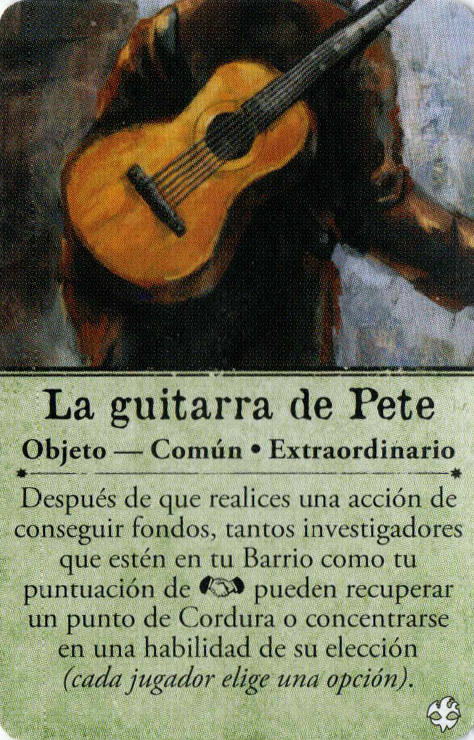 La guitarra de Pete
Objeto — Común • Extraordinario
Después de que realices una acción de
conseguir fondos, tantos investigadores
que estén en tu Barrio como tu
puntuación de pueden recuperar
un punto de Cordura o concentrarse
en una habilidad de su elección
(cada jugador elige una opción).